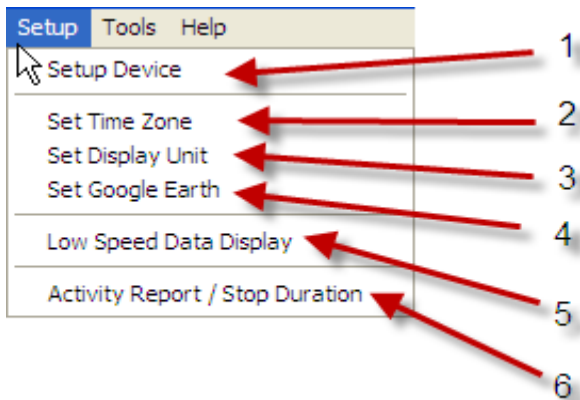 Setup Tools Help
Setup Device 1
Set Time Zone 2
Set Display Unit 3
Set Google Earth 4
Low Speed Data Display 5
Activity Report / Stop Duration 6